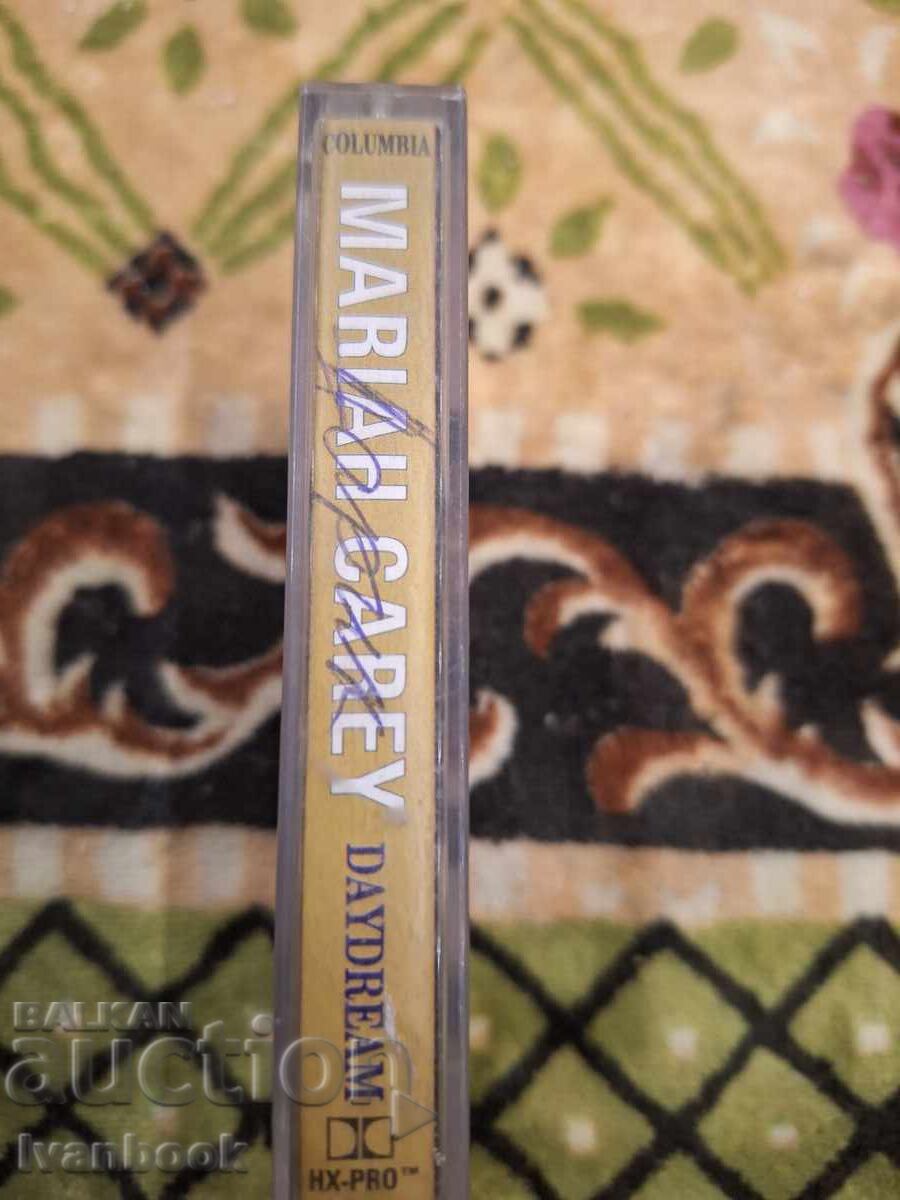 COLUMBIA
MARIAH CAREY DAYDREAM
HX-PRO™
BALKAN
auction
Ivanbook